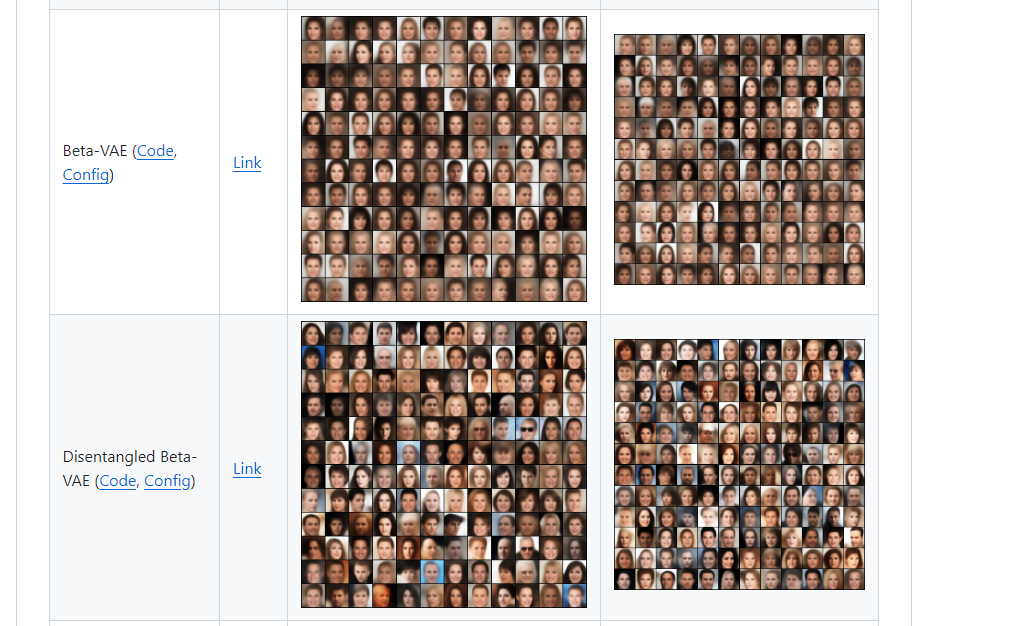 Beta-VAE (Code,
Config)
Link
Disentangled Beta-
VAE (Code, Config)
Link